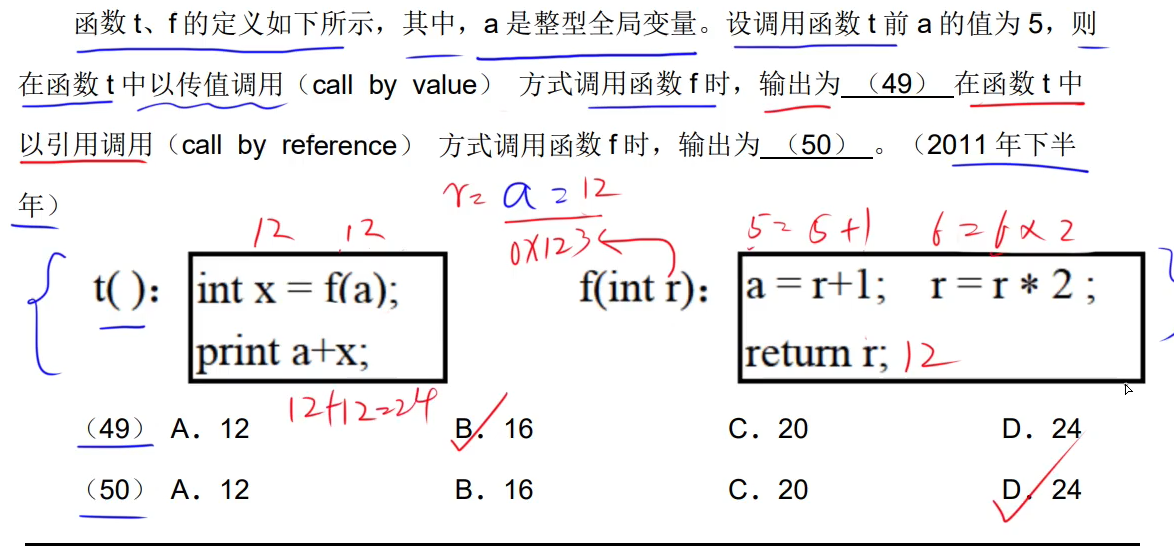 函数 t、f 的定义如下所示，其中，a 是整型全局变量。设调用函数 t 前 a 的值为 5，则
在函数 t 中以传值调用（call by value） 方式调用函数 f 时，输出为 （49） 在函数 t 中
以引用调用（call by reference） 方式调用函数 f 时，输出为 （50） 。（2011 年下半
年）
r= a = 12
0x123
12 12
5=5+1 6=6×2
t( ): int x = f(a); f(int r): a = r+1; r = r * 2 ;
print a+x; return r; 12
12+12=24
（49） A．12 B．16 C．20 D．24
（50） A．12 B．16 C．20 D．24